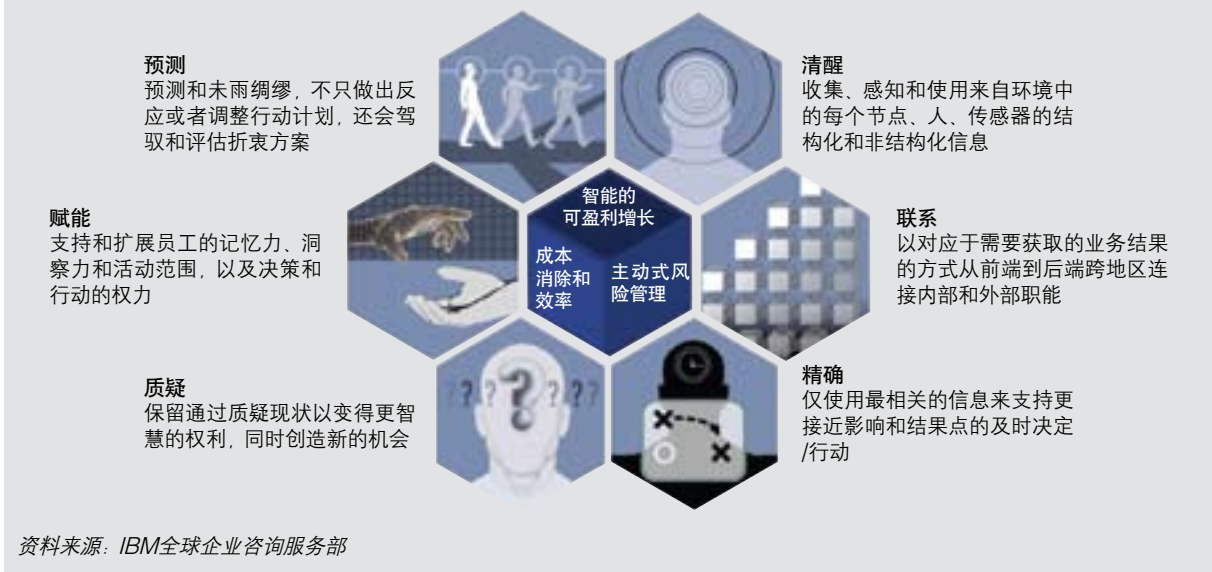 预测
预测和未雨绸缪，不只做出反
应或者调整行动计划，还会驾
驭和评估折衷方案
清醒
收集、感知和使用来自环境中
的每个节点、人、传感器的结
构化和非结构化信息
赋能
支持和扩展员工的记忆力、洞
察力和活动范围，以及决策和
行动的权力
智能的
可盈利增长
成本
消除和
效率
主动式风
险管理
联系
以对应于需要获取的业务结果
的方式从前端到后端跨地区连
接内部和外部职能
质疑
保留通过质疑现状以变得更智
慧的权利，同时创造新的机会
???????
精确
仅使用最相关的信息来支持更
接近影响和结果点的及时决定
/行动
资料来源：IBM全球企业咨询服务部